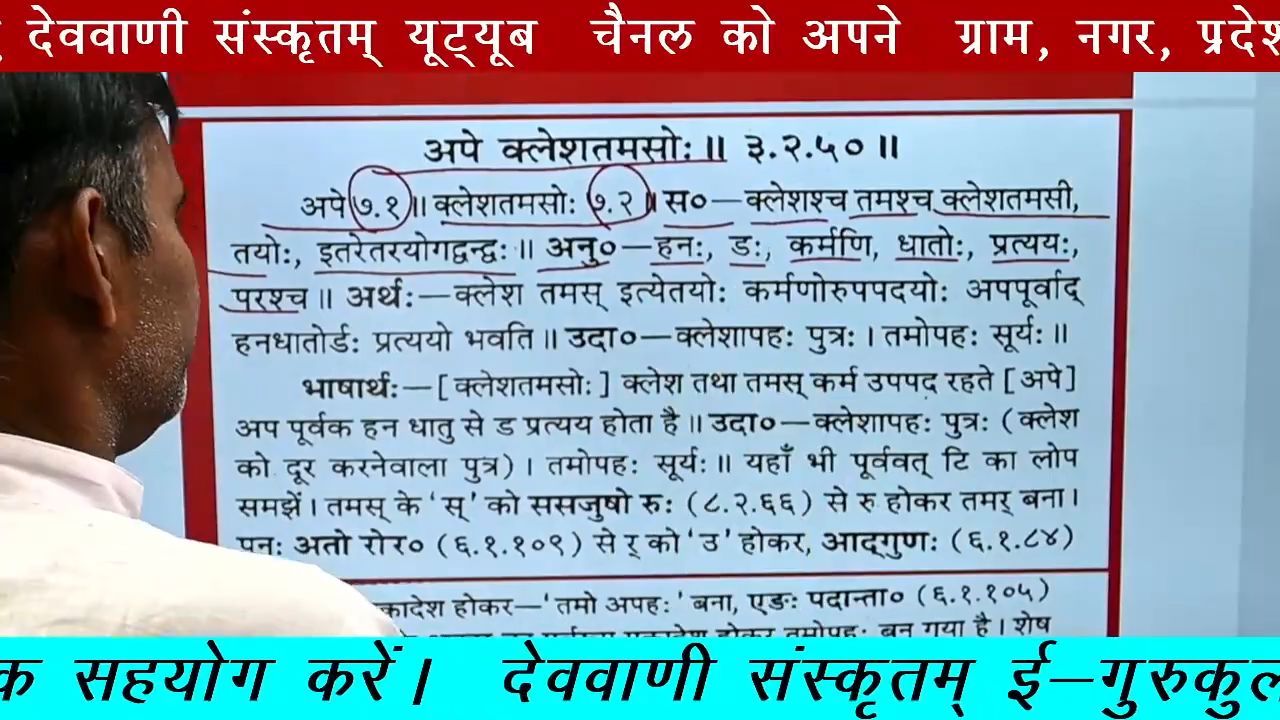 देववाणी संस्कृतम् यूट्यूब चैनल को अपने ग्राम, नगर, प्रदेश
अपे क्लेशतमसोः॥ ३.२.५०॥
अपे ७.१॥ क्लेशतमसोः ७.२॥ स०—क्लेशश्च तमश्च क्लेशतमसी,
तयोः, इतरेतरयोगद्वन्द्वः॥ अनु०—हनः, डः, कर्मणि, धातोः, प्रत्ययः,
परश्च॥ अर्थः—क्लेश तमस् इत्येतयोः कर्मणोरुपपदयोः अपपूर्वाद्
हनधातोर्डः प्रत्ययो भवति॥ उदा०—क्लेशापहः पुत्रः। तमोपहः सूर्यः॥
भाषार्थः—[क्लेशतमसोः] क्लेश तथा तमस् कर्म उपपद रहते [अपे]
अप पूर्वक हन धातु से ड प्रत्यय होता है॥ उदा०—क्लेशापहः पुत्रः (क्लेश
को दूर करनेवाला पुत्र)। तमोपहः सूर्यः॥ यहाँ भी पूर्ववत् टि का लोप
समझें। तमस् के 'स्' को ससजुषो रुः (८.२.६६) से रु होकर तमर् बना।
पुनः अतो रोर० (६.१.१०९) से र् को 'उ' होकर, आद्गुणः (६.१.८४)
कादेश होकर—'तमो अपहः' बना, एङः पदान्ता० (६.१.१०५)
होकर तमोपहः बन गया है। शेष
क सहयोग करें। देववाणी संस्कृतम् ई–गुरुकुल